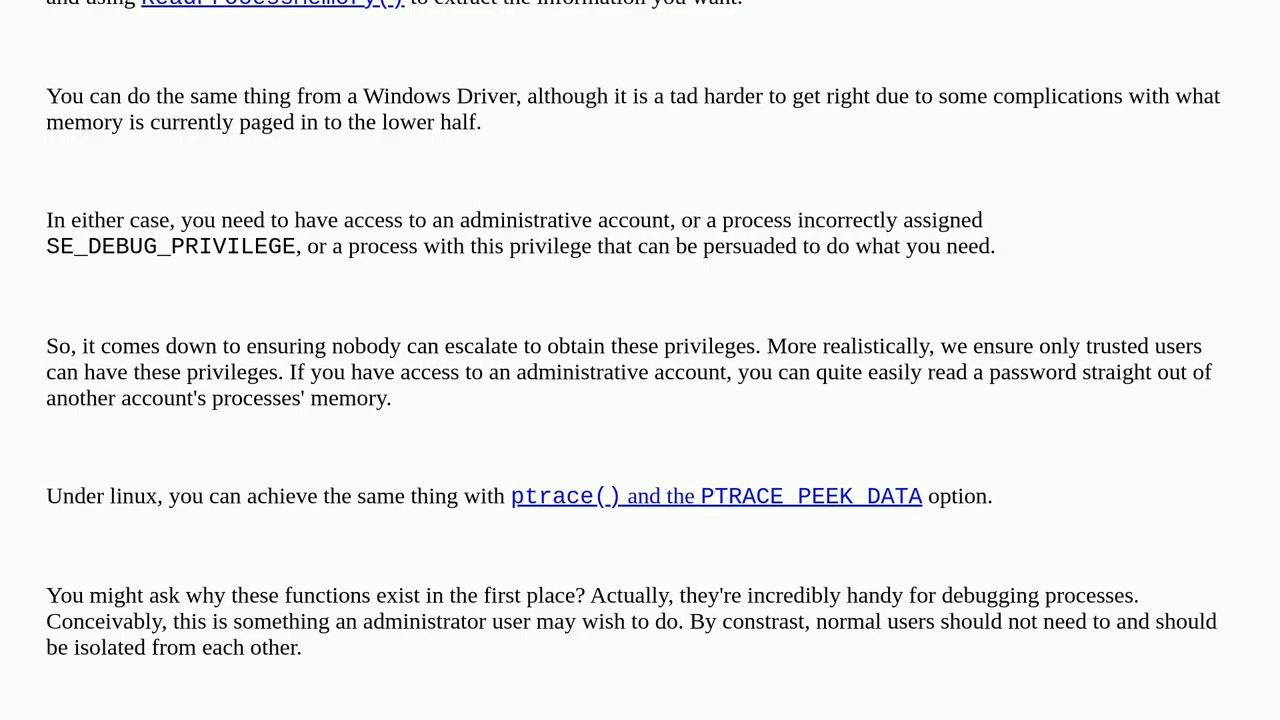 and using ReadProcessMemory() to extract the information you want.
You can do the same thing from a Windows Driver, although it is a tad harder to get right due to some complications with what
memory is currently paged in to the lower half.
In either case, you need to have access to an administrative account, or a process incorrectly assigned
SE_DEBUG_PRIVILEGE, or a process with this privilege that can be persuaded to do what you need.
So, it comes down to ensuring nobody can escalate to obtain these privileges. More realistically, we ensure only trusted users
can have these privileges. If you have access to an administrative account, you can quite easily read a password straight out of
another account's processes' memory.
Under linux, you can achieve the same thing with ptrace() and the PTRACE_PEEK_DATA option.
You might ask why these functions exist in the first place? Actually, they're incredibly handy for debugging processes.
Conceivably, this is something an administrator user may wish to do. By constrast, normal users should not need to and should
be isolated from each other.